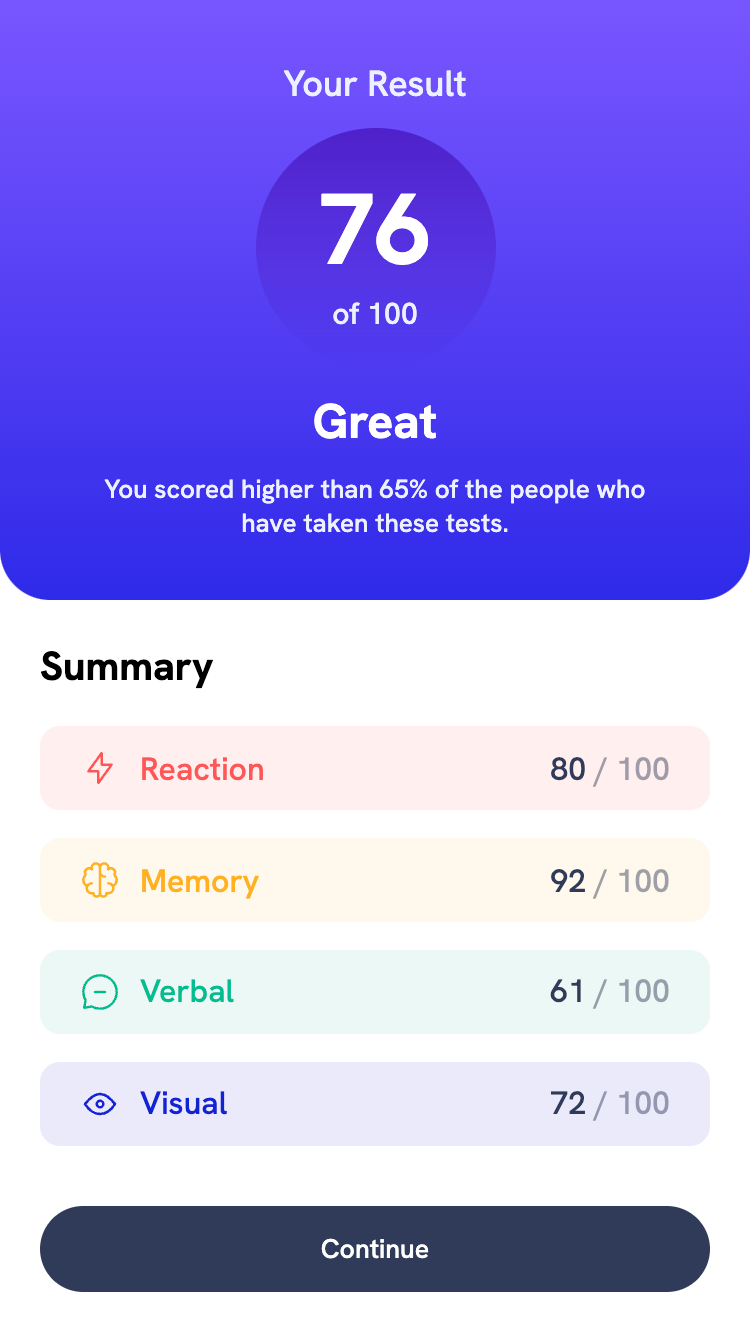 Your Result
76
of 100
Great
You scored higher than 65% of the people who
have taken these tests.
Summary
Reaction 80 / 100
Memory 92 / 100
Verbal 61 / 100
Visual 72 / 100
Continue